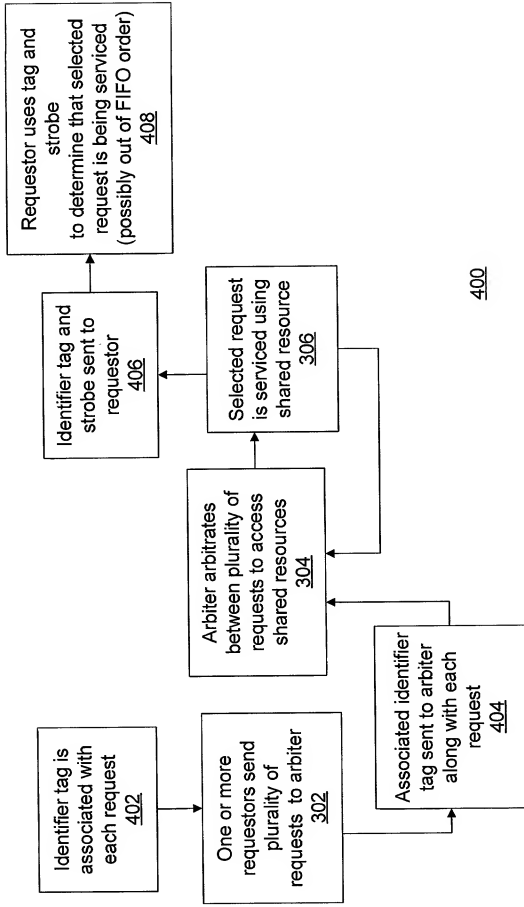 Identifier tag is
associated with
each request
402
One or more
requestors send
plurality of
requests to arbiter
302
Associated identifier
tag sent to arbiter
along with each
request
404
Arbiter arbitrates
between plurality of
requests to access
shared resources
304
Selected request
is serviced using
shared resource
306
Identifier tag and
strobe sent to
requestor
406
Requestor uses tag and
strobe
to determine that selected
request is being serviced
(possibly out of FIFO order)
408
400